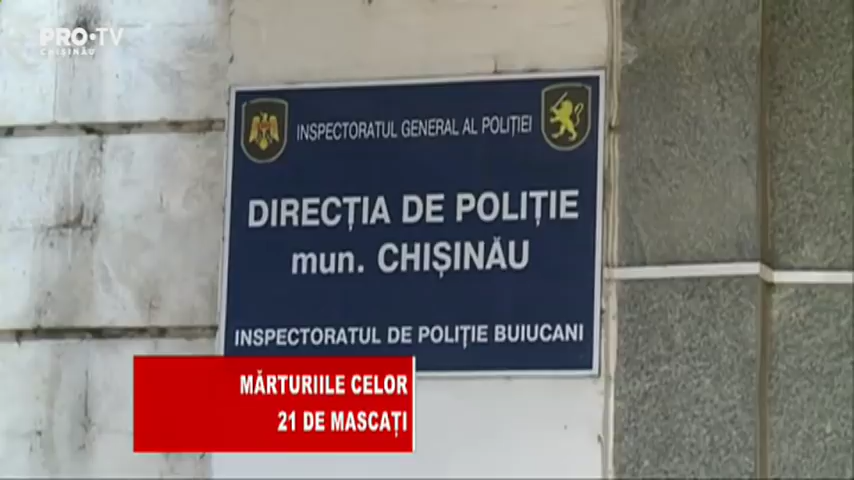 PRO•TV
CHIȘINĂU
INSPECTORATUL GENERAL AL POLIȚIEI
DIRECȚIA DE POLIȚIE
mun. CHIȘINĂU
INSPECTORATUL DE POLIȚIE BUIUCANI
MĂRTURIILE CELOR
21 DE MASCAȚI